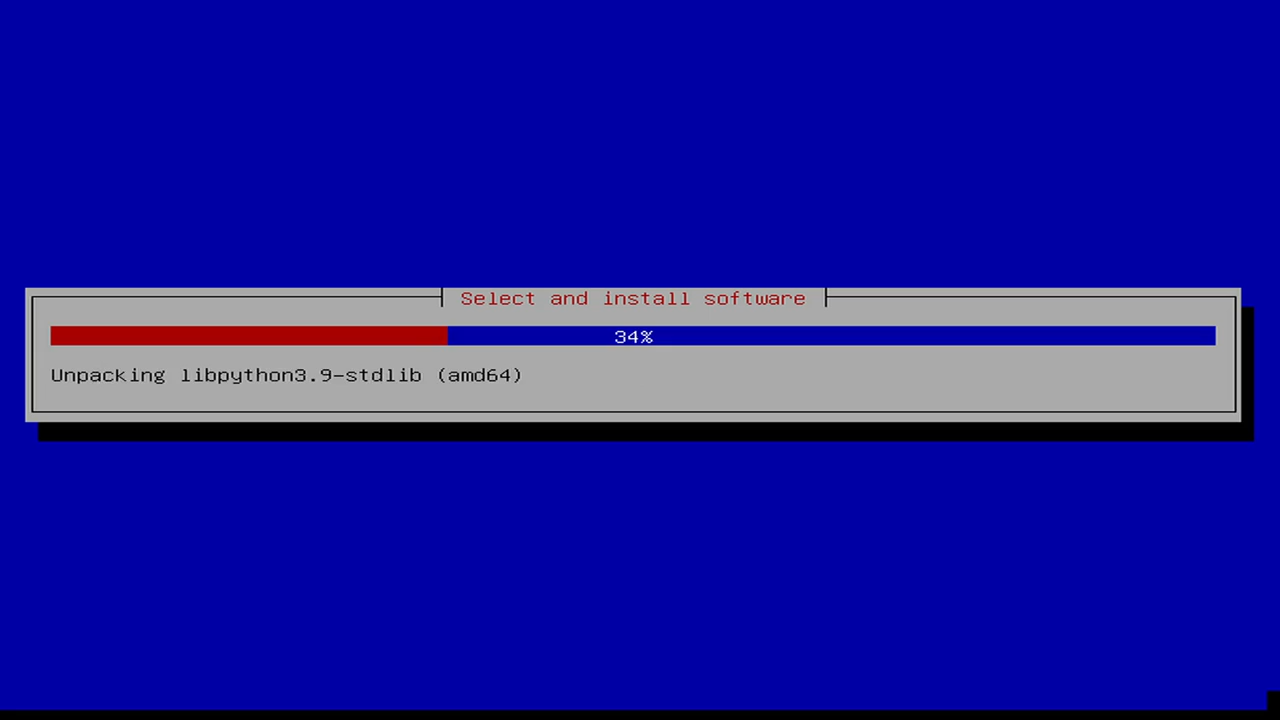 Select and install software
34%
Unpacking libpython3.9-stdlib (amd64)